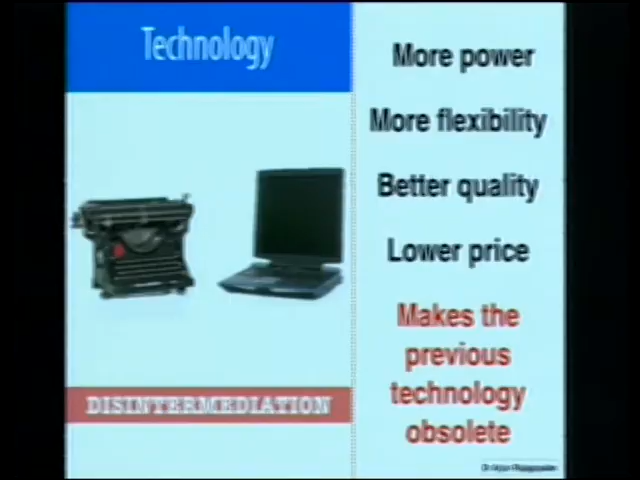 Technology
More power
More flexibility
Better quality
Lower price
Makes the
previous
technology
obsolete
DISINTERMEDIATION